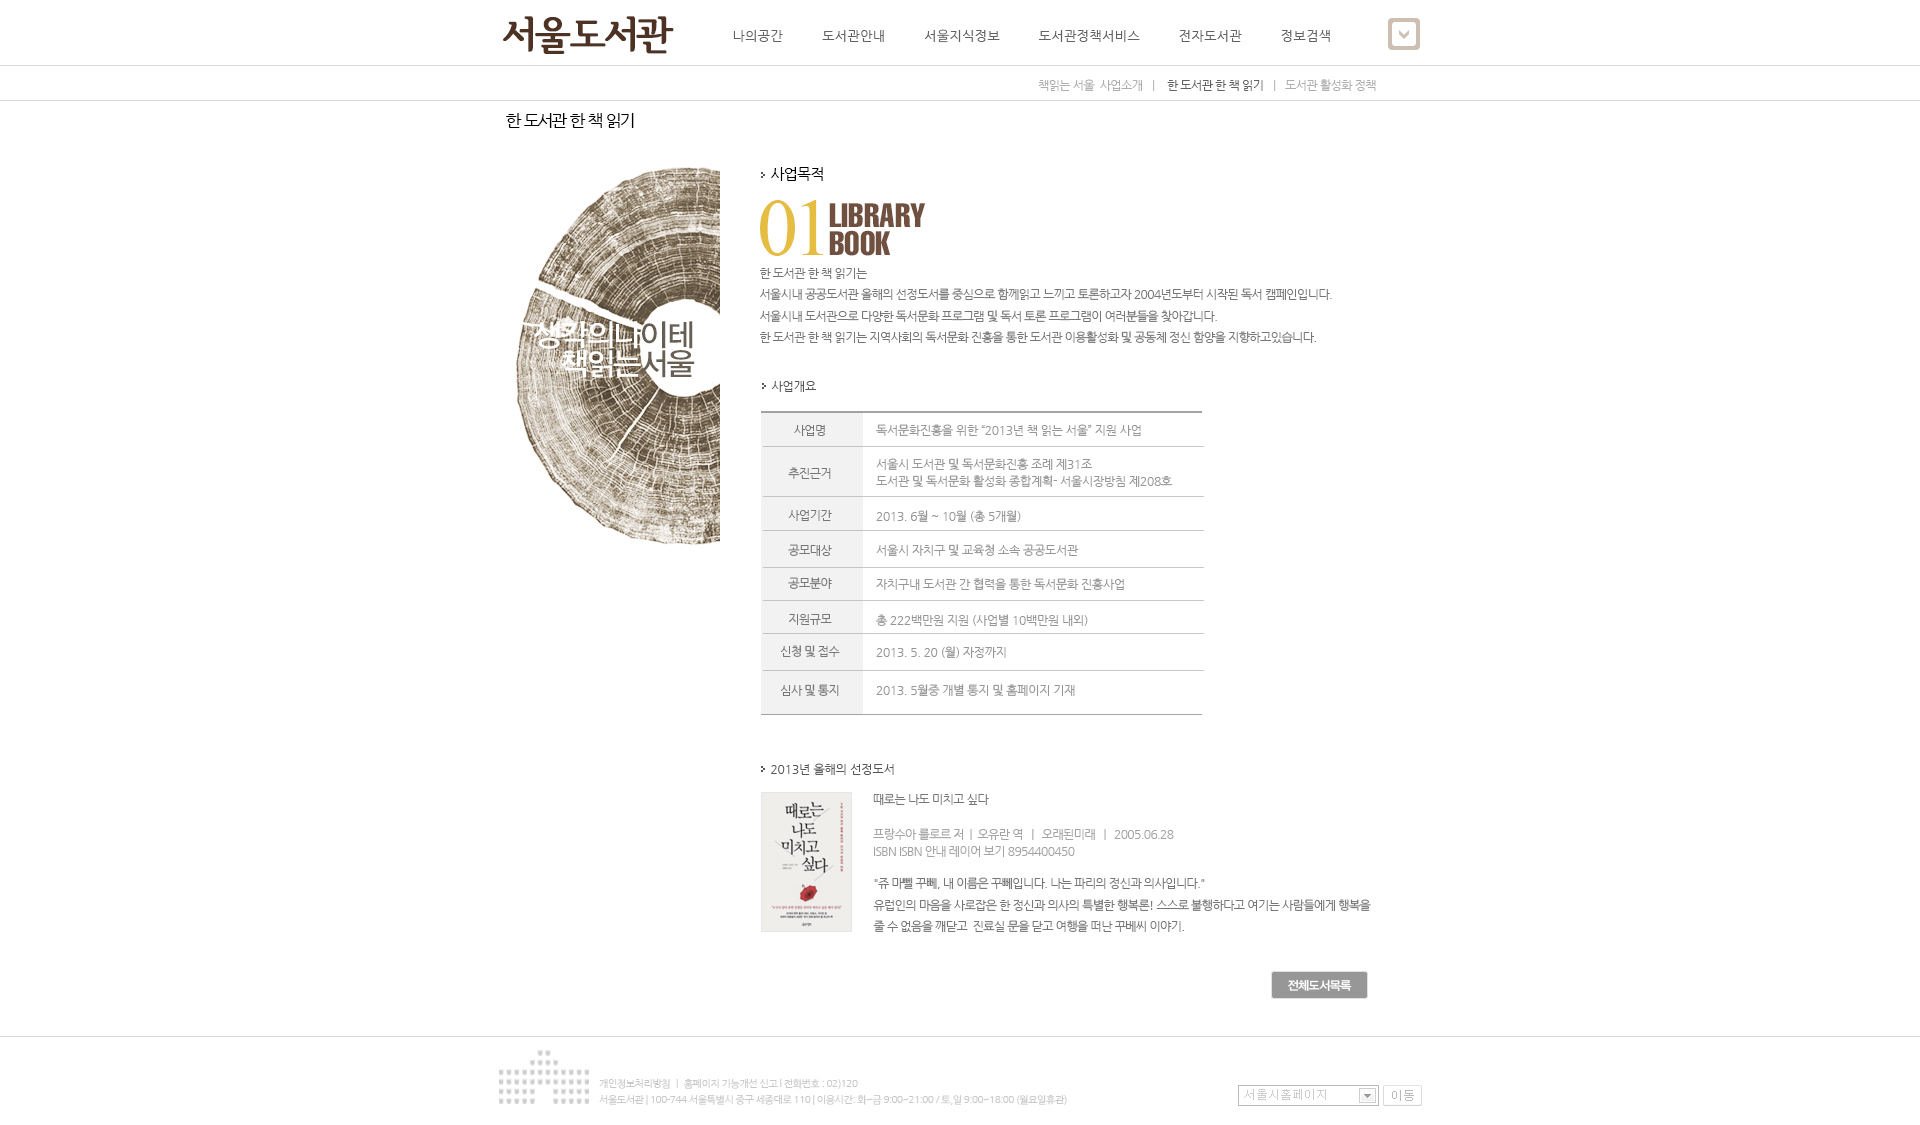 서울도서관
나의공간 도서관안내 서울지식정보 도서관정책서비스 전자도서관 정보검색
책읽는 서울 사업소개 | 한 도서관 한 책 읽기 | 도서관 활성화 정책
한 도서관 한 책 읽기
생각의나이테
책읽는서울
사업목적
01 LIBRARY
BOOK
한 도서관 한 책 읽기는
서울시내 공공도서관 올해의 선정도서를 중심으로 함께읽고 느끼고 토론하고자 2004년도부터 시작된 독서 캠페인입니다.
서울시내 도서관으로 다양한 독서문화 프로그램 및 독서 토론 프로그램이 여러분들을 찾아갑니다.
한 도서관 한 책 읽기는 지역사회의 독서문화 진흥을 통한 도서관 이용활성화 및 공동체 정신 함양을 지향하고있습니다.
사업개요
사업명 독서문화진흥을 위한 “2013년 책 읽는 서울” 지원 사업
추진근거 서울시 도서관 및 독서문화진흥 조례 제31조
도서관 및 독서문화 활성화 종합계획- 서울시장방침 제208호
사업기간 2013. 6월 ~ 10월 (총 5개월)
공모대상 서울시 자치구 및 교육청 소속 공공도서관
공모분야 자치구내 도서관 간 협력을 통한 독서문화 진흥사업
지원규모 총 222백만원 지원 (사업별 10백만원 내외)
신청 및 접수 2013. 5. 20 (월) 자정까지
심사 및 통지 2013. 5월중 개별 통지 및 홈페이지 기재
2013년 올해의 선정도서
때로는
나도
미치고
싶다
때로는 나도 미치고 싶다
프랑수아 를로르 저 | 오유란 역 | 오래된미래 | 2005.06.28
ISBN ISBN 안내 레이어 보기 8954400450
"쥬 마뻴 꾸뻬, 내 이름은 꾸뻬입니다. 나는 파리의 정신과 의사입니다."
유럽인의 마음을 사로잡은 한 정신과 의사의 특별한 행복론! 스스로 불행하다고 여기는 사람들에게 행복을
줄 수 없음을 깨닫고 진료실 문을 닫고 여행을 떠난 꾸베씨 이야기.
전체도서목록
개인정보처리방침 | 홈페이지 기능개선 신고 | 전화번호 : 02)120
서울도서관 | 100-744 서울특별시 중구 세종대로 110 | 이용시간: 화~금 9:00~21:00 / 토,일 9:00~18:00 (월요일휴관)
서울시홈페이지 이동